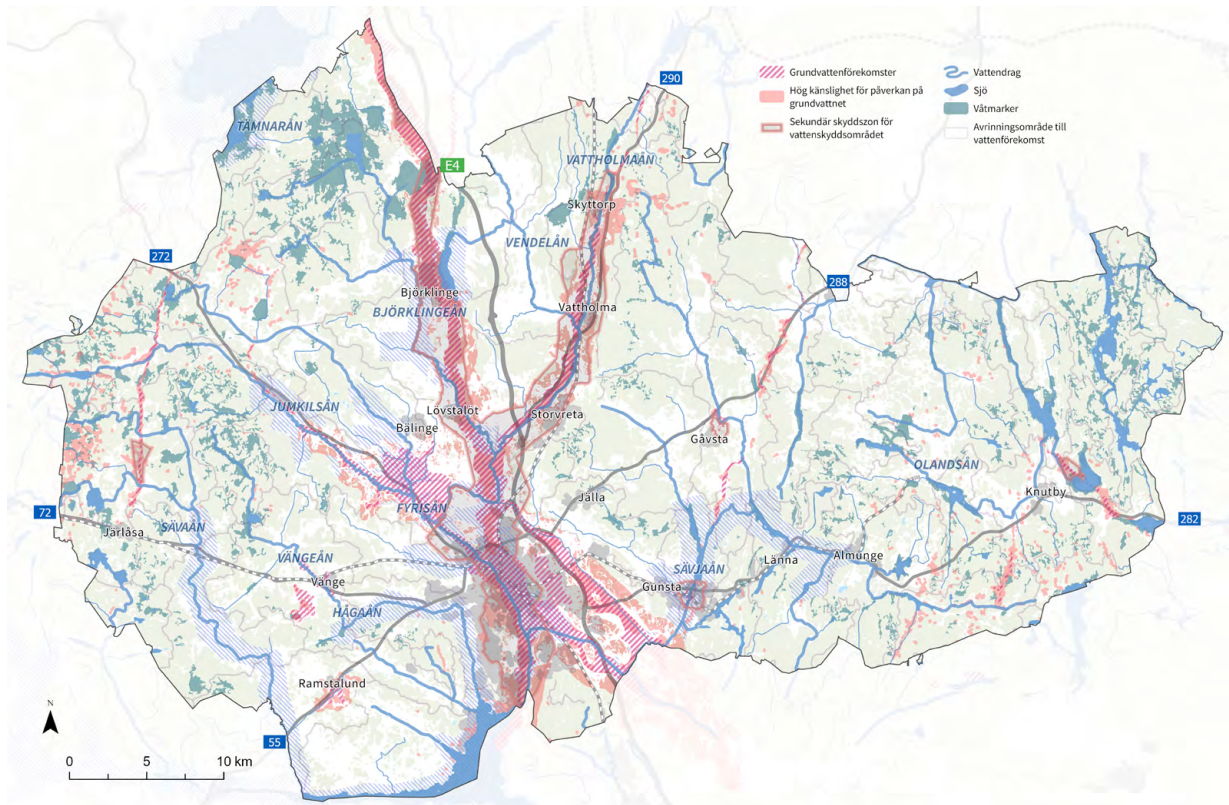 290
Grundvattenförekomster
Hög känslighet för påverkan på
grundvattnet
Sekundär skyddszon för
vattenskyddsområdet
Vattendrag
Sjö
Våtmarker
Avrinningsområde till
vattenförekomst
TÄMNARÅN
E4
VATTHOLMAÅN
Skyttorp
VENDELÅN
272
288
Björklinge
BJÖRKLINGEÅN
Vattholma
JUMKILSÅN
Lövstalöt
Bälinge
Storvreta
Gåvsta
OLANDSÅN
Knutby
Jälla
FYRISÅN
72
282
Järlåsa
SÄVAÅN
VÄNGEÅN
Vänge
HÅGAÅN
Gunsta
SÄVJAÅN
Länna
Almunge
Ramstalund
N
55
0 5 10 km